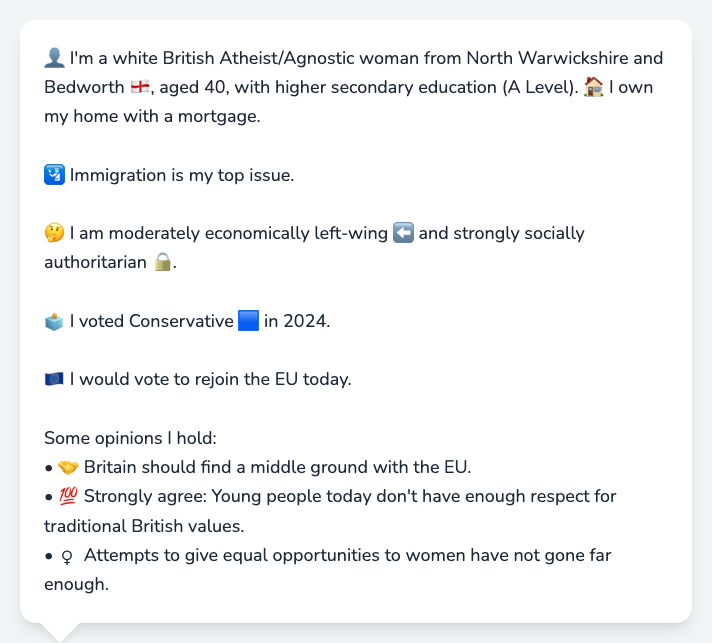 👤 I'm a white British Atheist/Agnostic woman from North Warwickshire and
Bedworth 🏴󠁧󠁢󠁥󠁮󠁧󠁿, aged 40, with higher secondary education (A Level). 🏠 I own
my home with a mortgage.
🛂 Immigration is my top issue.
🤔 I am moderately economically left-wing ⬅️ and strongly socially
authoritarian 🔒.
🗳️ I voted Conservative 🟦 in 2024.
🇪🇺 I would vote to rejoin the EU today.
Some opinions I hold:
• 🤝 Britain should find a middle ground with the EU.
• 💯 Strongly agree: Young people today don't have enough respect for
traditional British values.
• ♀ Attempts to give equal opportunities to women have not gone far
enough.